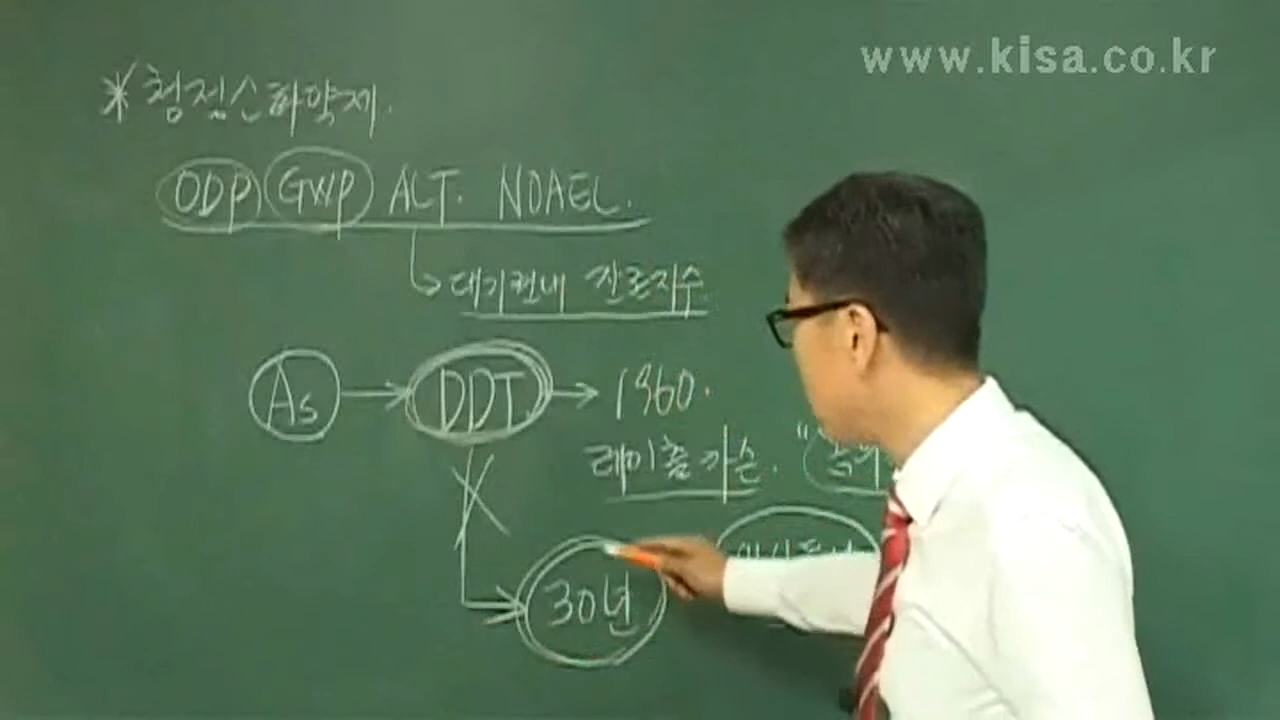 www.kisa.co.kr
* 청정소화약제.
ODP GWP ALT. NOAEL.
대기권내 잔존지수
As → DDT → 1960.
레이춈 카슨. "
30년